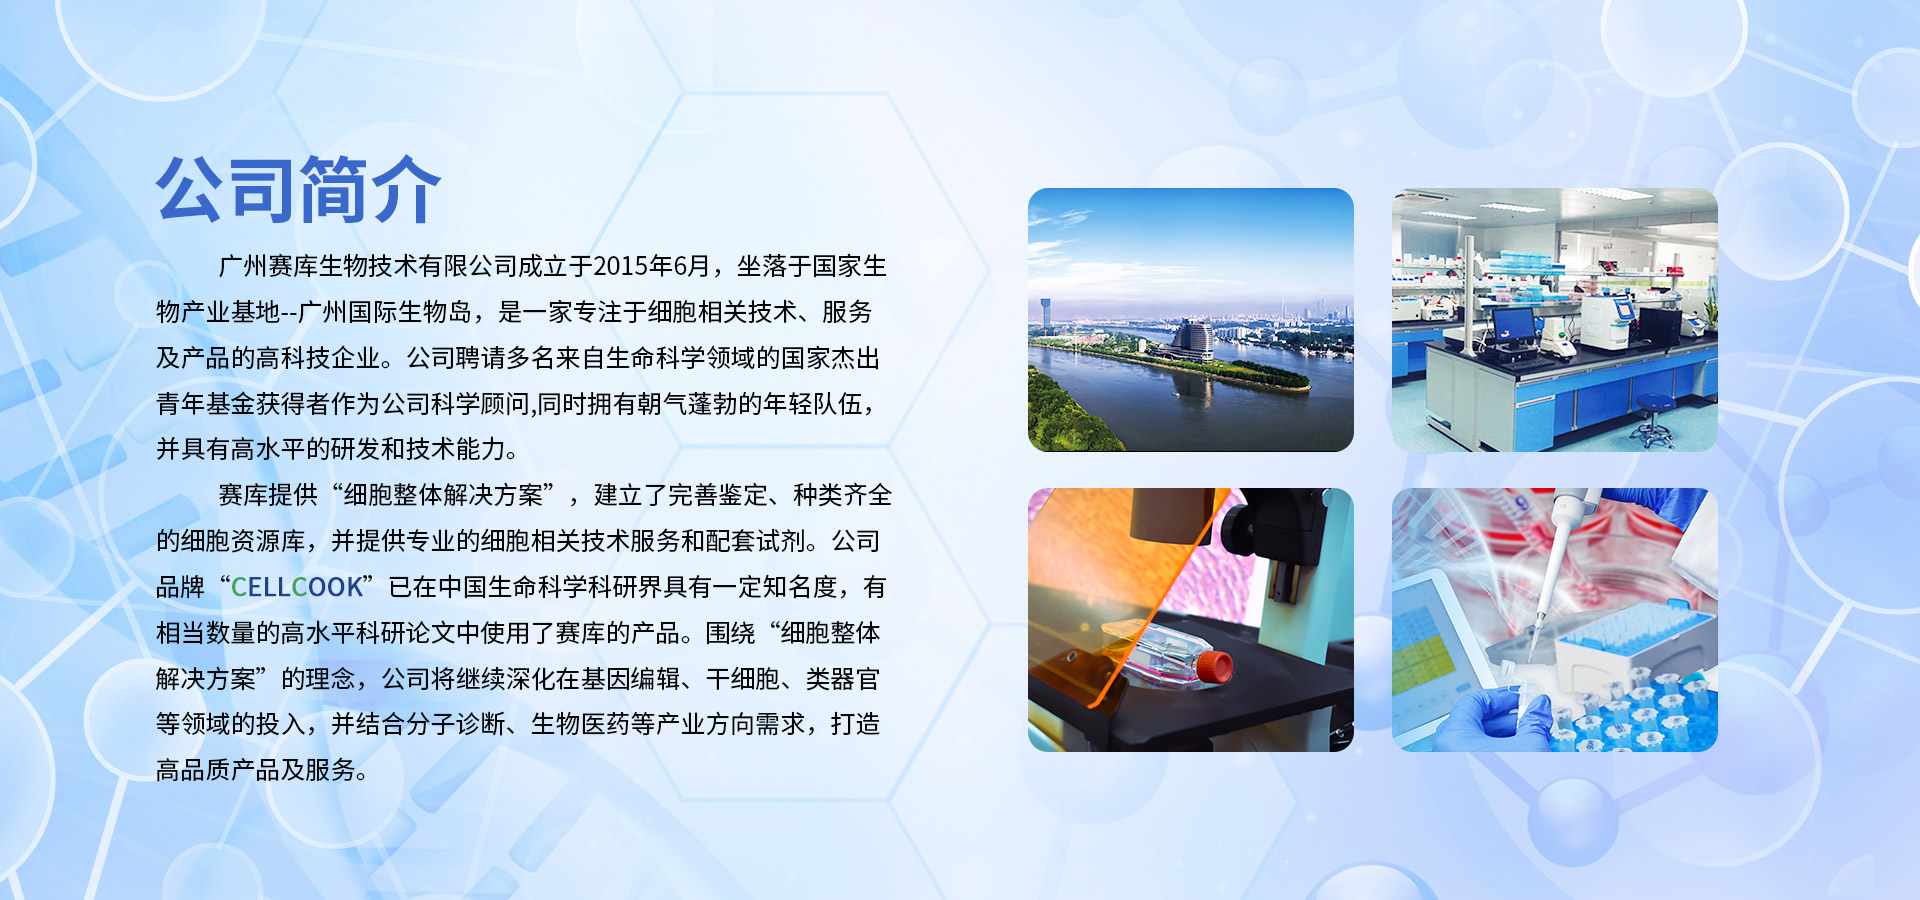 公司简介
广州赛库生物技术有限公司成立于2015年6月，坐落于国家生
物产业基地--广州国际生物岛，是一家专注于细胞相关技术、服务
及产品的高科技企业。公司聘请多名来自生命科学领域的国家杰出
青年基金获得者作为公司科学顾问,同时拥有朝气蓬勃的年轻队伍，
并具有高水平的研发和技术能力。
赛库提供“细胞整体解决方案”，建立了完善鉴定、种类齐全
的细胞资源库，并提供专业的细胞相关技术服务和配套试剂。公司
品牌“CELLCOOK”已在中国生命科学科研界具有一定知名度，有
相当数量的高水平科研论文中使用了赛库的产品。围绕“细胞整体
解决方案”的理念，公司将继续深化在基因编辑、干细胞、类器官
等领域的投入，并结合分子诊断、生物医药等产业方向需求，打造
高品质产品及服务。